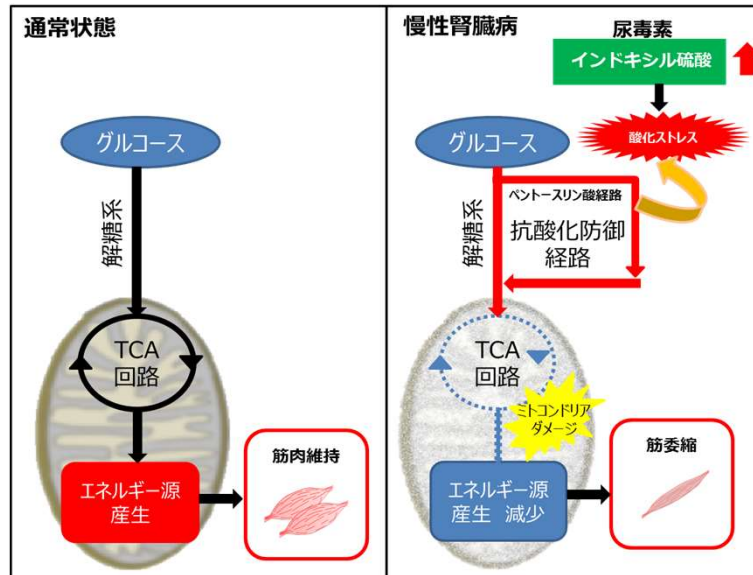 通常状態
グルコース
解糖系
TCA
回路
エネルギー源
産生
筋肉維持
慢性腎臓病
尿毒素
インドキシル硫酸
酸化ストレス
グルコース
解糖系
ペントースリン酸経路
抗酸化防御
経路
TCA
回路
ミトコンドリア
ダメージ
エネルギー源
産生 減少
筋委縮